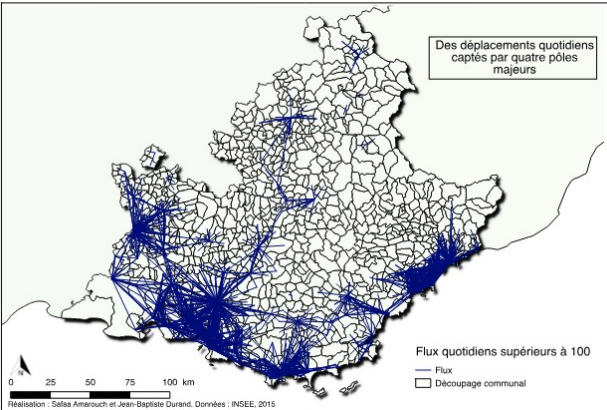 Des déplacements quotidiens
captés par quatre pôles
majeurs
Flux quotidiens supérieurs à 100
Flux
Découpage communal
N
0 25 50 75 100 km
Réalisation : Safaa Amarouch et Jean-Baptiste Durand. Données : INSEE, 2015